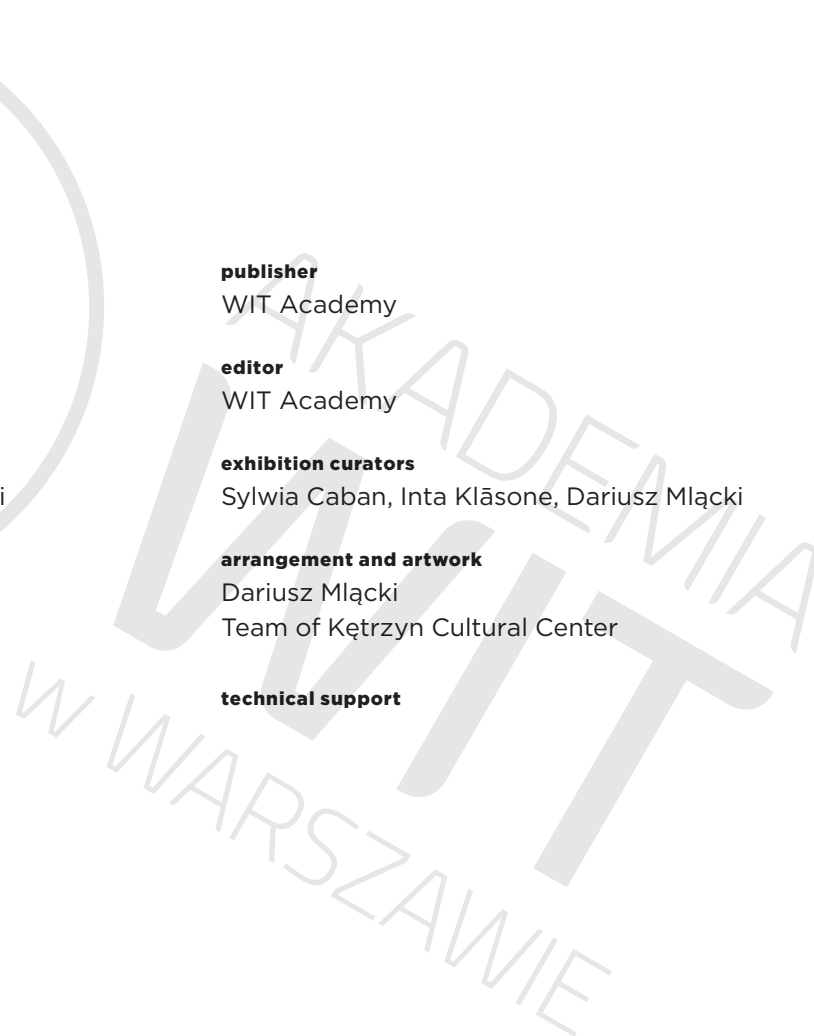 publisher
WIT Academy
editor
WIT Academy
exhibition curators
i
Sylwia Caban, Inta Klāsone, Dariusz Mlącki
arrangement and artwork
Dariusz Mlącki
Team of Kętrzyn Cultural Center
technical support
AKADEMIA
WIT
W WARSZAWIE